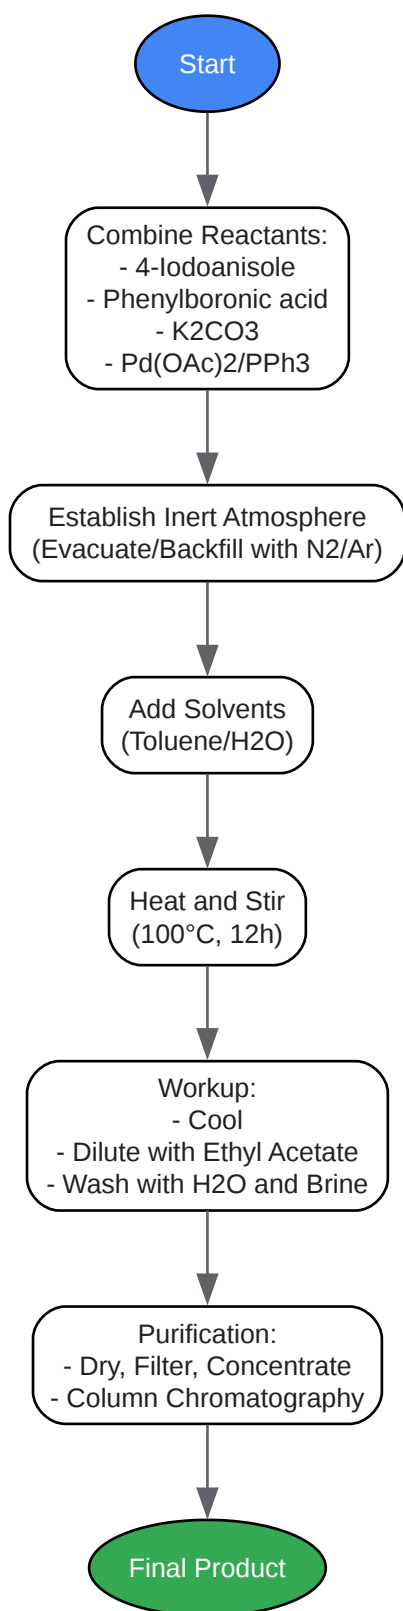 Start
Combine Reactants:
- 4-Iodoanisole
- Phenylboronic acid
- K2CO3
- Pd(OAc)2/PPh3
Establish Inert Atmosphere
(Evacuate/Backfill with N2/Ar)
Add Solvents
(Toluene/H2O)
Heat and Stir
(100°C, 12h)
Workup:
- Cool
- Dilute with Ethyl Acetate
- Wash with H2O and Brine
Purification:
- Dry, Filter, Concentrate
- Column Chromatography
Final Product